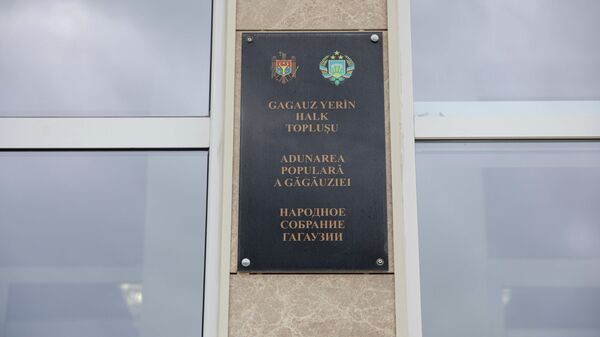 GAGAUZ YERİN
HALK
TOPLUŞU
ADUNAREA
POPULARĂ
A GĂGĂUZIEI
НАРОДНОЕ
СОБРАНИЕ
ГАГАУЗИИ